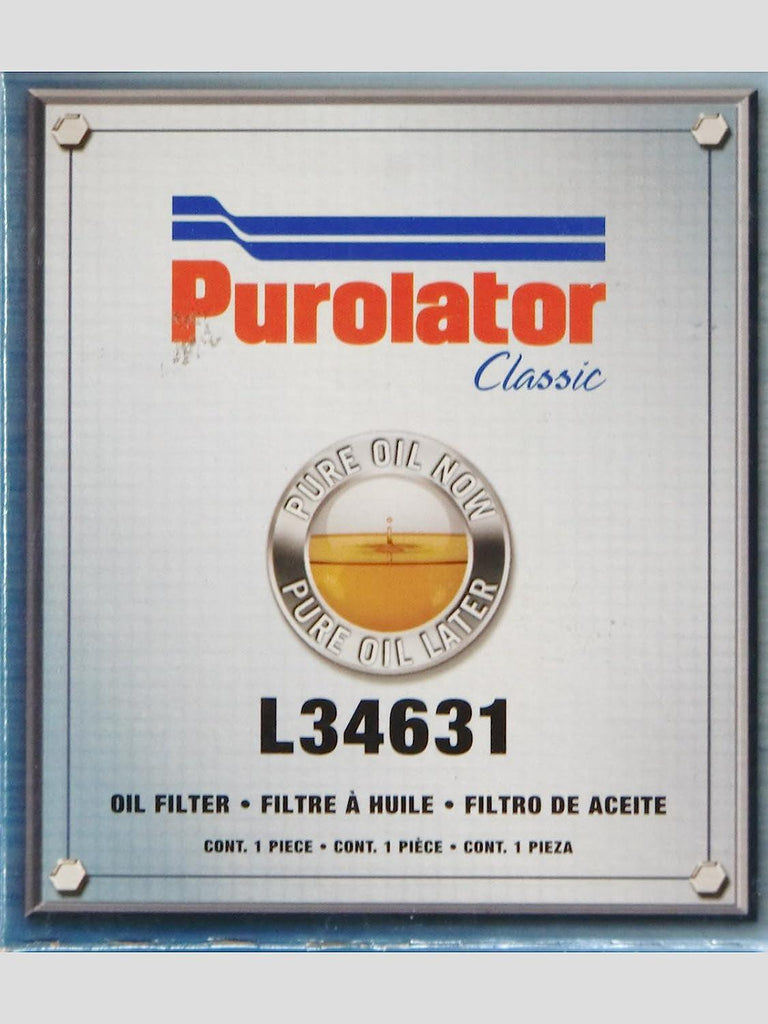 Purolator
Classic
PURE OIL NOW
PURE OIL LATER
L34631
OIL FILTER • FILTRE À HUILE • FILTRO DE ACEITE
CONT. 1 PIECE • CONT. 1 PIÈCE • CONT. 1 PIEZA